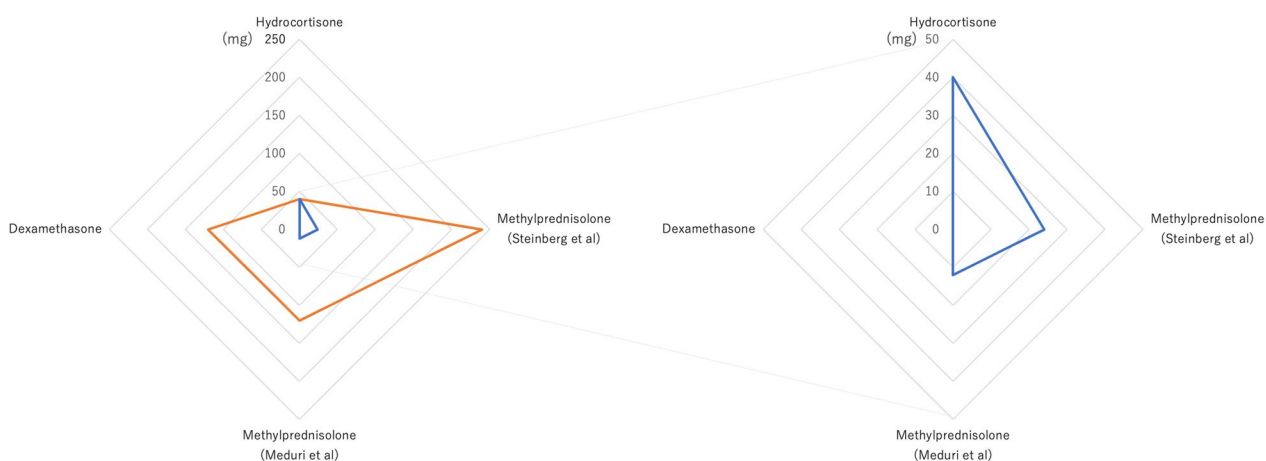 Hydrocortisone
(mg) 250
200
150
100
50
0
Dexamethasone
Methylprednisolone
(Steinberg et al)
Methylprednisolone
(Meduri et al)
Hydrocortisone
(mg) 50
40
30
20
10
0
Dexamethasone
Methylprednisolone
(Steinberg et al)
Methylprednisolone
(Meduri et al)